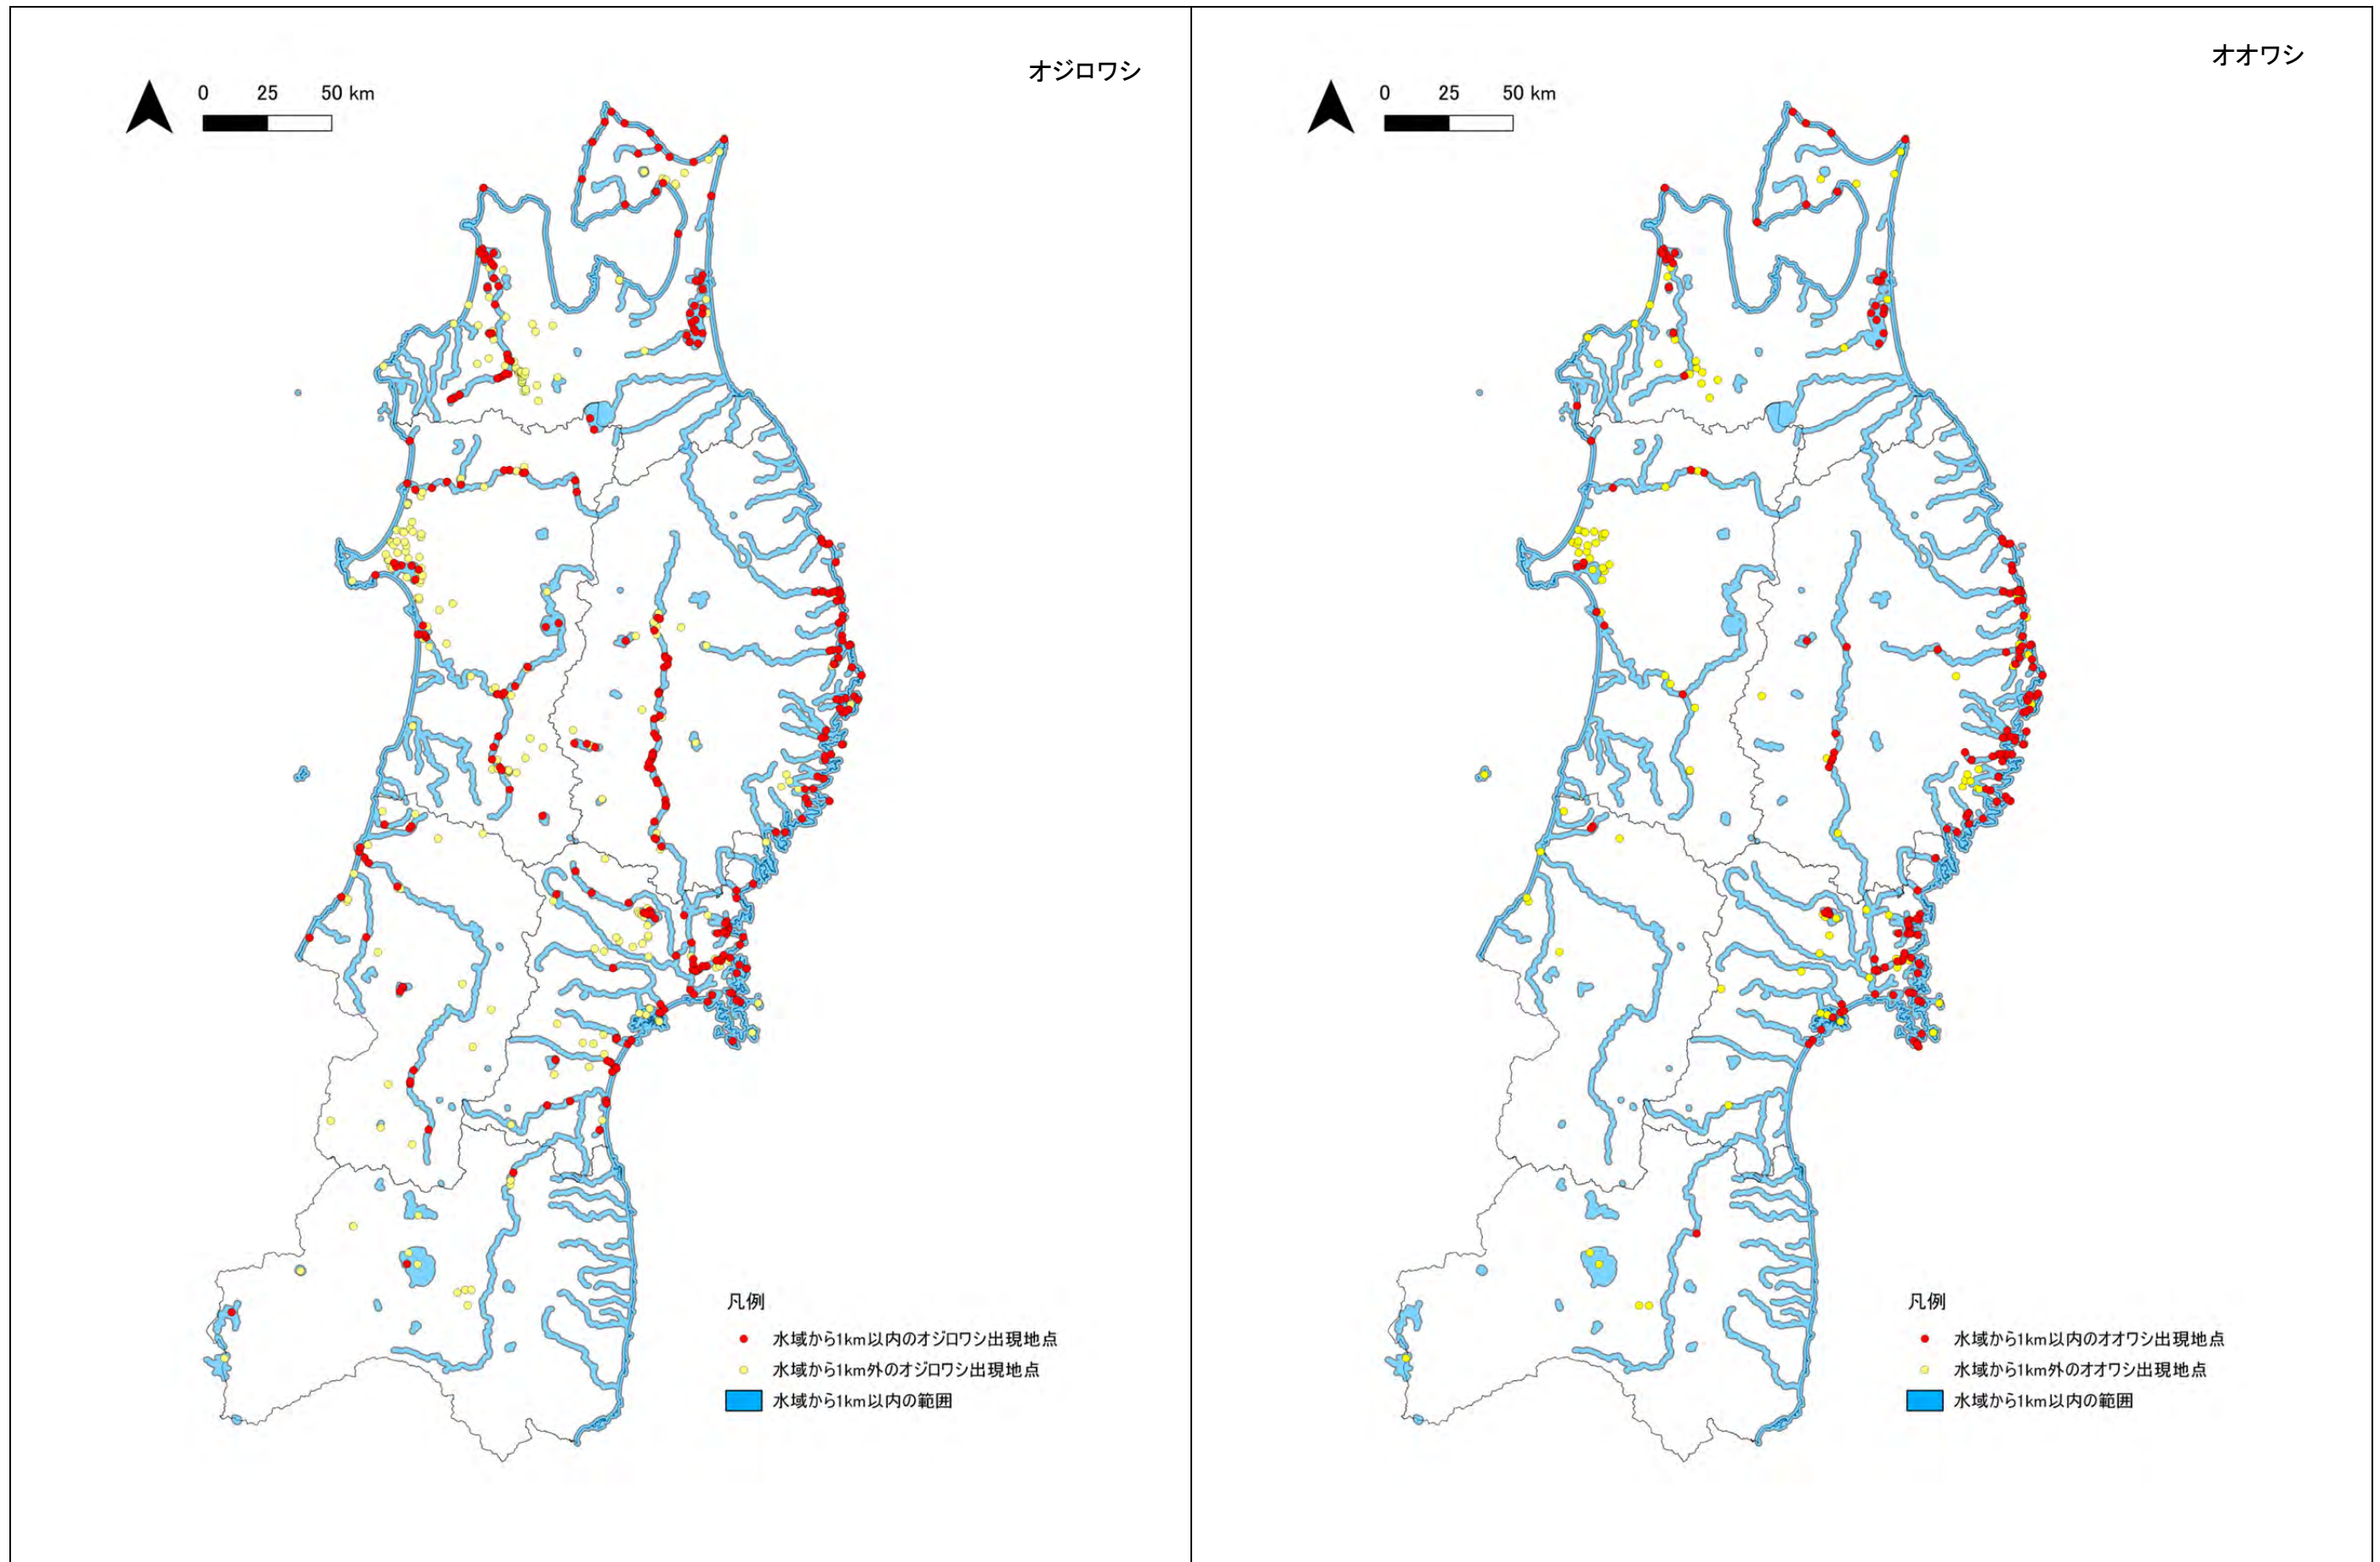 オジロワシ
0 25 50 km
凡例
水域から1km以内のオジロワシ出現地点
水域から1km外のオジロワシ出現地点
水域から1km以内の範囲
オオワシ
0 25 50 km
凡例
水域から1km以内のオオワシ出現地点
水域から1km外のオオワシ出現地点
水域から1km以内の範囲